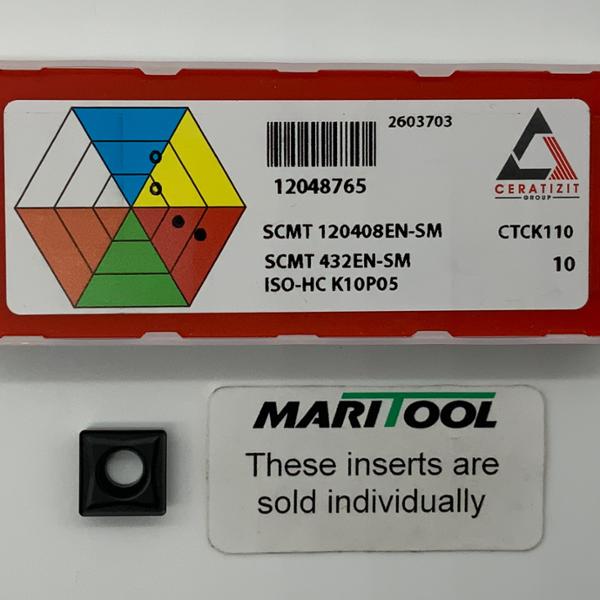 2603703
12048765
CERATIZIT
GROUP
SCMT 120408EN-SM
CTCK110
SCMT 432EN-SM
10
ISO-HC K10P05
MARITOOL
These inserts are
sold individually